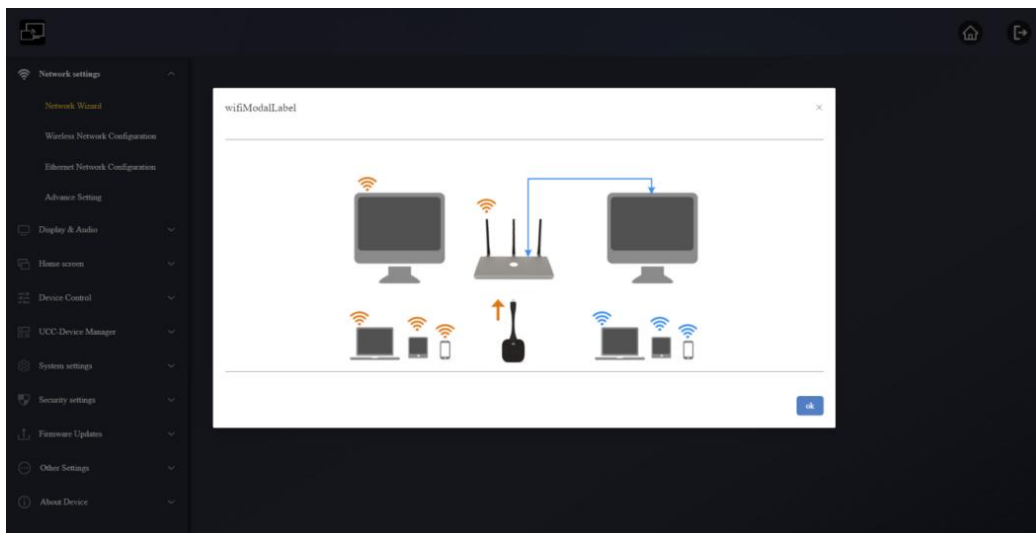 Network settings
Network Wizard
Wireless Network Configuration
Ethernet Network Configuration
Advance Setting
Display & Audio
Home screen
Device Control
UCC-Device Manager
System settings
Security settings
Firmware Updates
Other Settings
About Device
wifiModalLabel
×
ok